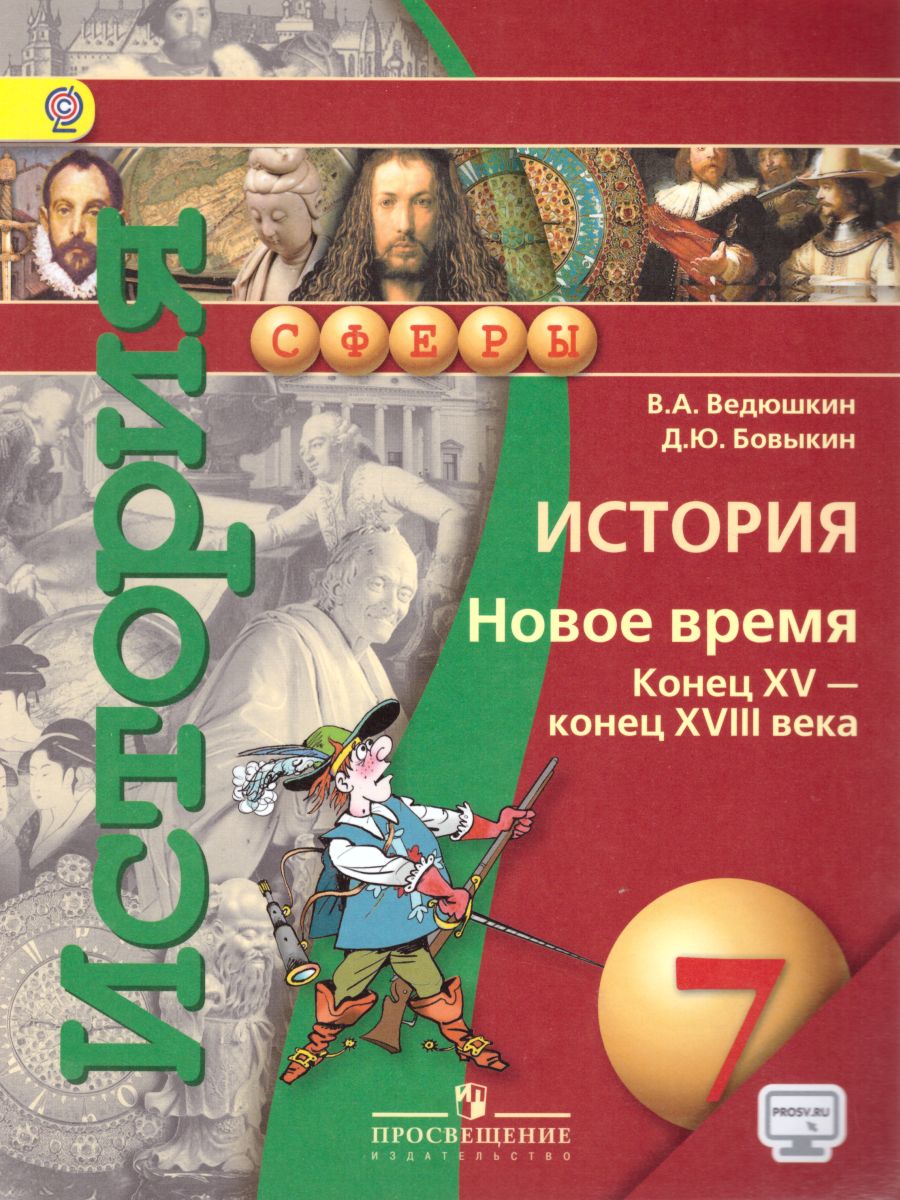 СФЕРЫ
История
В.А. Ведюшкин
Д.Ю. Бовыкин
ИСТОРИЯ
Новое время
Конец XV —
конец XVIII века
7
PROSV.RU
ПРОСВЕЩЕНИЕ
ИЗДАТЕЛЬСТВО